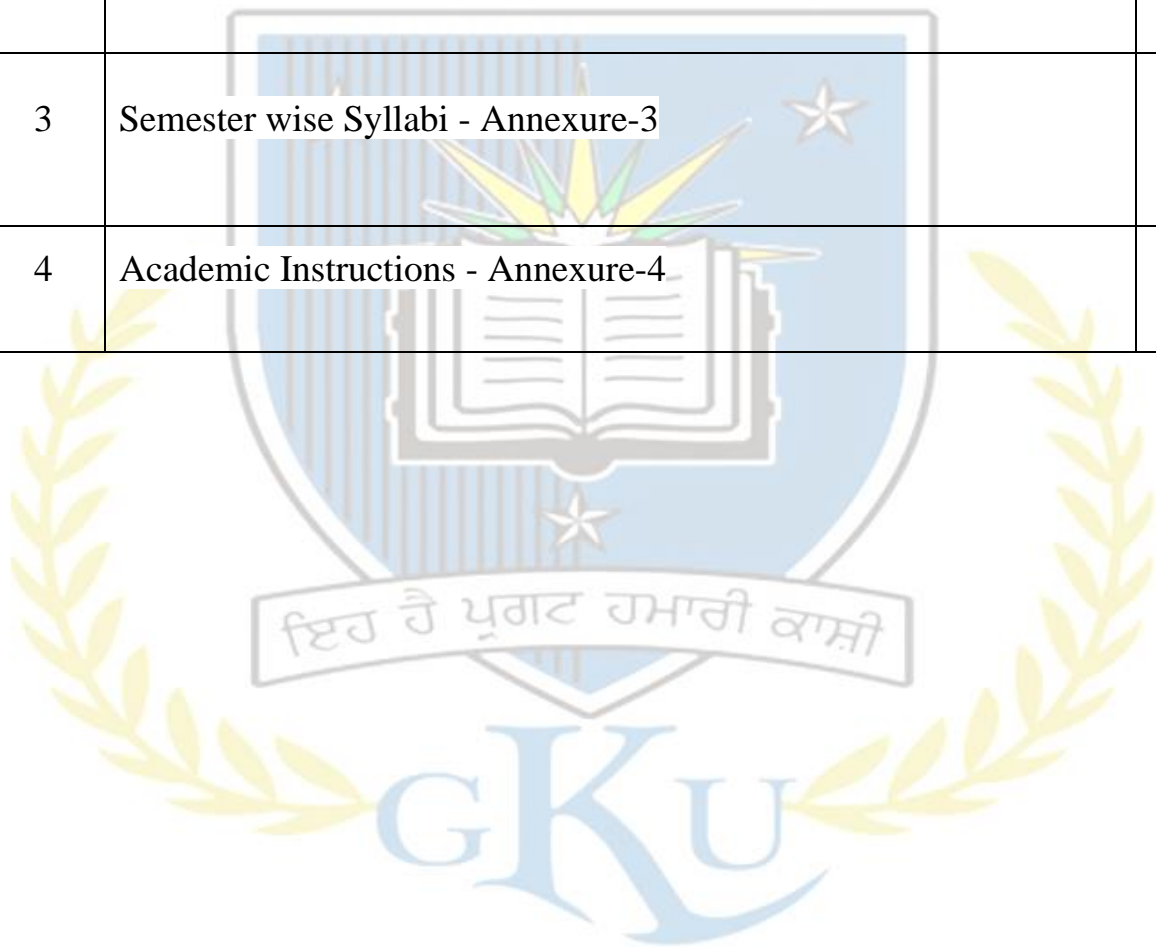 3 Semester wise Syllabi - Annexure-3
4 Academic Instructions - Annexure-4
ਇਹ ਹੈ ਪ੍ਰਗਟ ਹਮਾਰੀ ਕਾਸ਼ੀ
GKU